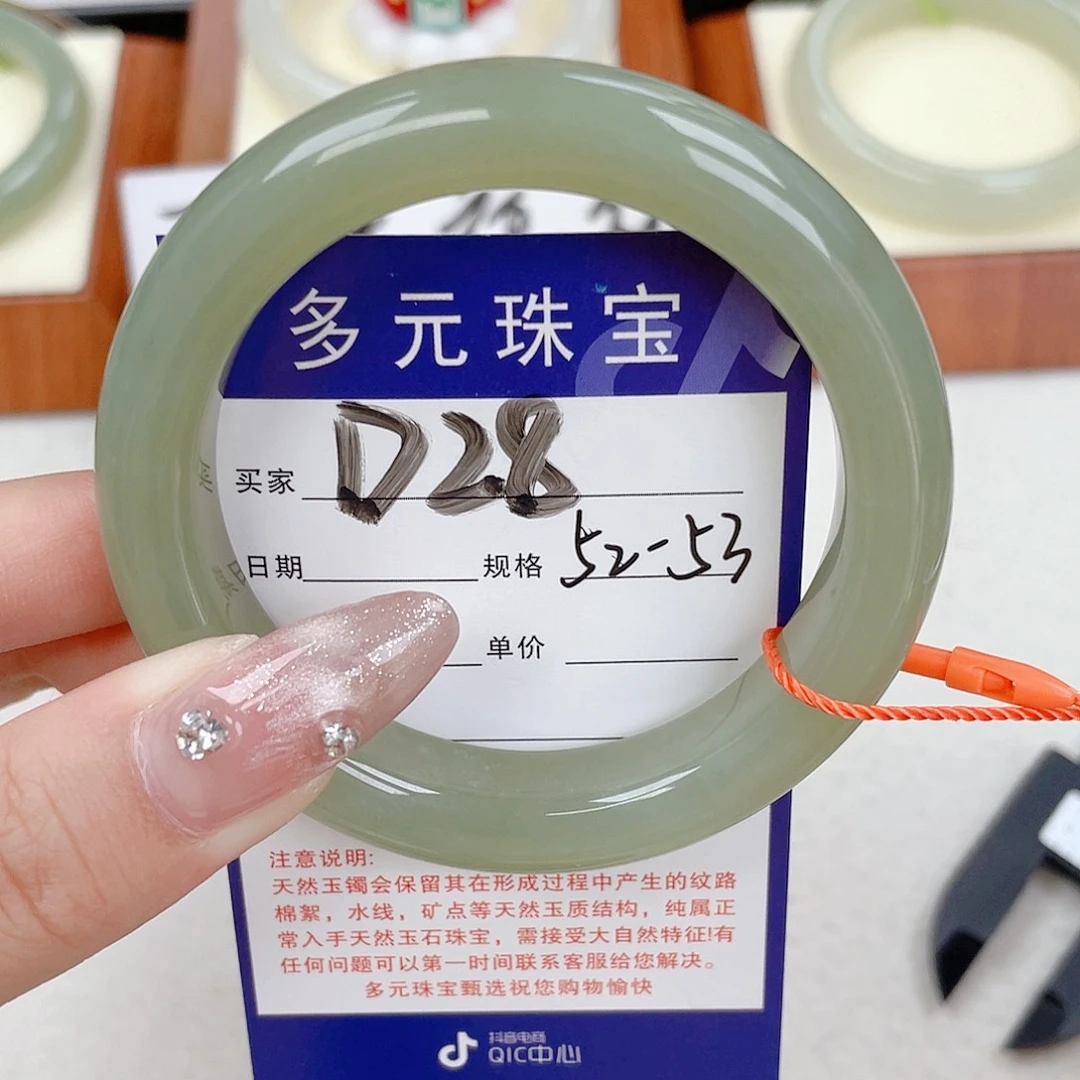 多元珠宝
买家 D28
日期 规格 52-53
单价
注意说明:
天然玉镯会保留其在形成过程中产生的纹路
棉絮，水线，矿点等天然玉质结构，纯属正
常入手天然玉石珠宝，需接受大自然特征!有
任何问题可以第一时间联系客服给您解决。
多元珠宝甄选祝您购物愉快
抖音电商
QIC中心